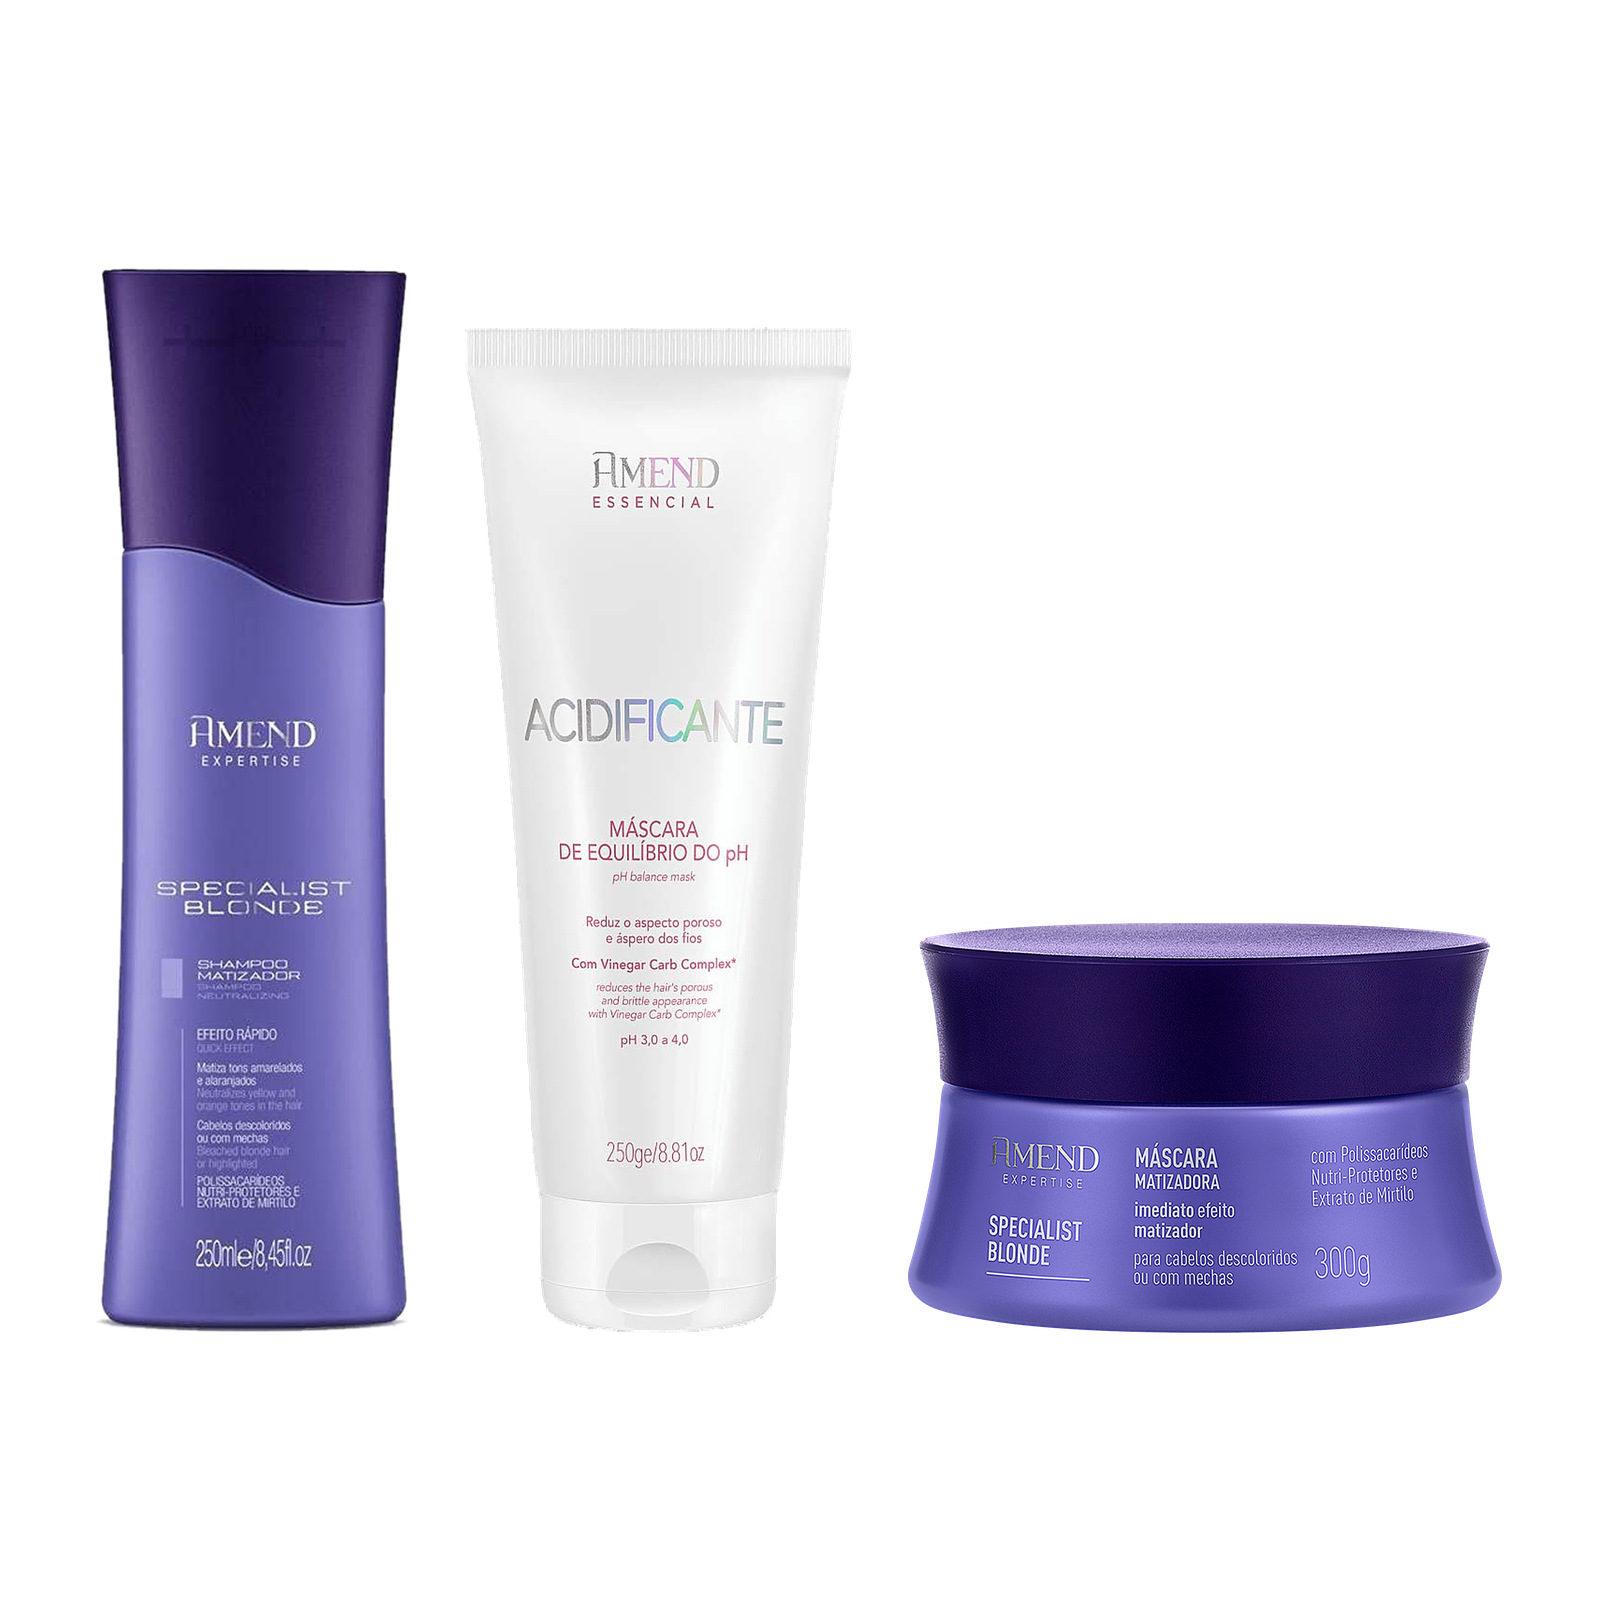 AMEND
EXPERTISE
SPECIALIST
BLONDE
SHAMPOO
MATIZADOR
SHAMPOO
NEUTRALIZING
EFEITO RÁPIDO
QUICK EFFECT
Matiza tons amarelados
e alaranjados
Neutralizes yellow and
orange tones in the hair
Cabelos descoloridos
ou com mechas
Bleached blonde hair
or highlighted
POLISSACARÍDEOS
NUTRI-PROTETORES E
EXTRATO DE MIRTILO
250mle/8,45fl.oz
AMEND
ESSENCIAL
ACIDIFICANTE
MÁSCARA
DE EQUILÍBRIO DO pH
pH balance mask
Reduz o aspecto poroso
e áspero dos fios
Com Vinegar Carb Complex*
reduces the hair's porous
and brittle appearance
with Vinegar Carb Complex*
pH 3,0 a 4,0
250ge/8.81oz
AMEND
EXPERTISE
SPECIALIST
BLONDE
MÁSCARA
MATIZADORA
imediato efeito
matizador
para cabelos descoloridos
ou com mechas
com Polissacarídeos
Nutri-Protetores e
Extrato de Mirtilo
300g